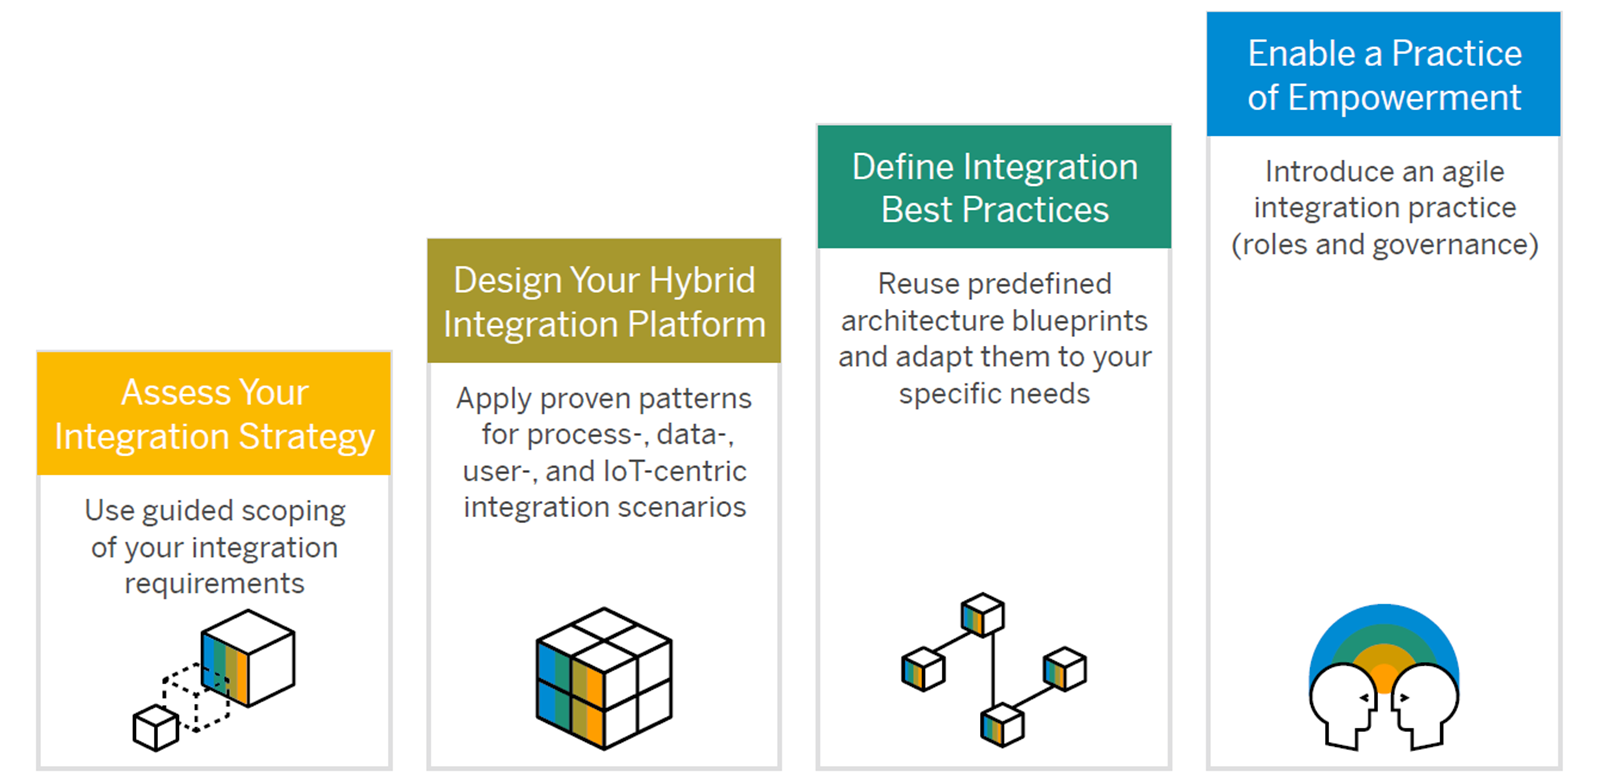 Assess Your
Integration Strategy
Use guided scoping
of your integration
requirements
Design Your Hybrid
Integration Platform
Apply proven patterns
for process-, data-,
user-, and IoT-centric
integration scenarios
Define Integration
Best Practices
Reuse predefined
architecture blueprints
and adapt them to your
specific needs
Enable a Practice
of Empowerment
Introduce an agile
integration practice
(roles and governance)